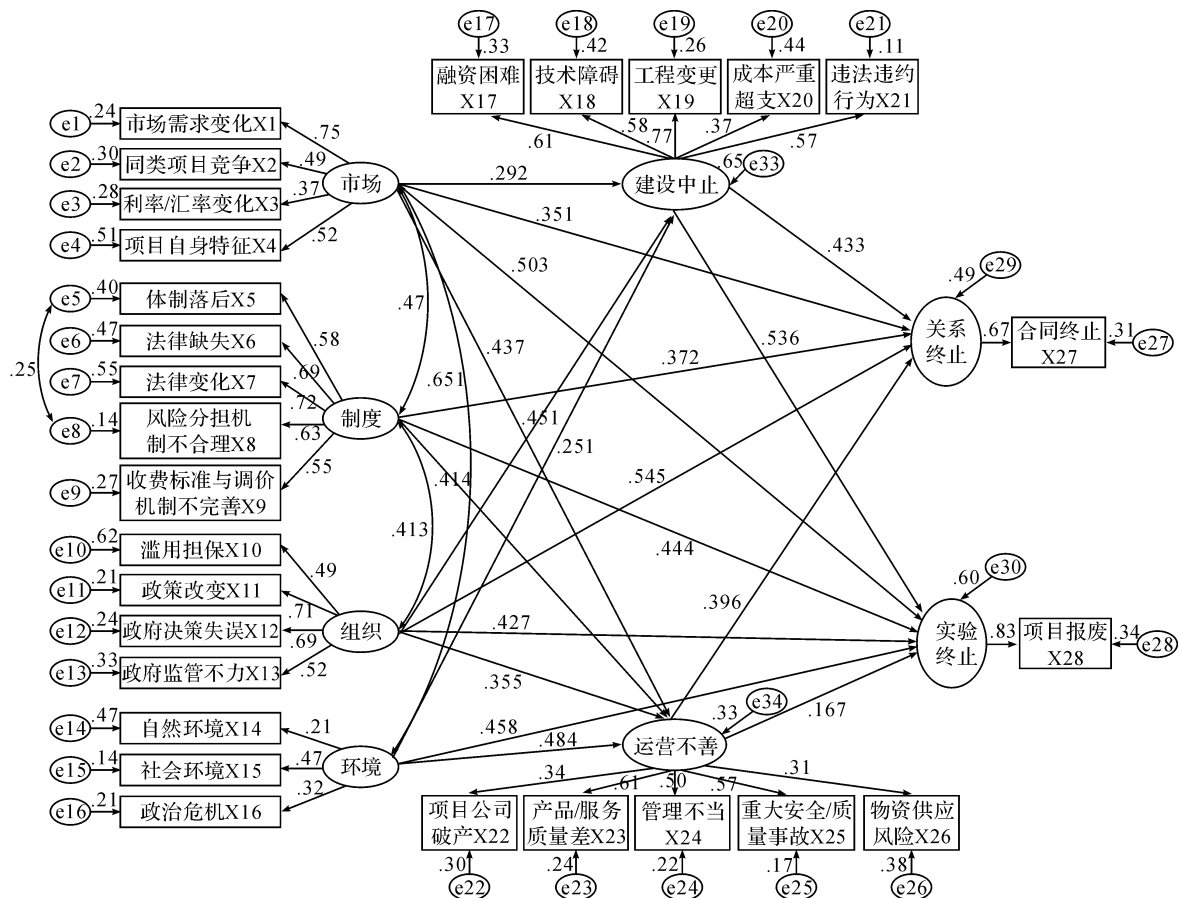 e17
e18
e19
e20
e21
.33
.42
.26
.44
.11
融资困难
X17
技术障碍
X18
工程变更
X19
成本严重
超支X20
违法违约
行为X21
.61
.58
.77
.37
.57
e1
.24
市场需求变化X1
.75
e2
.30
同类项目竞争X2
.49
e3
.28
利率/汇率变化X3
.37
e4
.51
项目自身特征X4
.52
市场
.292
建设中止
.65
e33
.351
.433
.503
e5
.40
体制落后X5
.58
e6
.47
法律缺失X6
.69
e7
.55
法律变化X7
.72
e8
.14
风险分担机
制不合理X8
.63
e9
.27
收费标准与调价
机制不完善X9
.55
.25
制度
.47
.437
.651
.451
.251
.414
.413
.372
.536
.545
.444
.396
.49
e29
关系
终止
.67
合同终止
X27
.31
e27
e10
.62
滥用担保X10
.49
e11
.21
政策改变X11
.71
e12
.24
政府决策失误X12
.69
e13
.33
政府监管不力X13
.52
组织
.427
.355
.60
e30
实验
终止
.83
项目报废
X28
.34
e28
e14
.47
自然环境X14
.21
e15
.14
社会环境X15
.47
e16
.21
政治危机X16
.32
环境
.458
.484
运营不善
.33
e34
.167
.34
.61
.50
.57
.31
项目公司
破产X22
产品/服务
质量差X23
管理不当
X24
重大安全/质
量事故X25
物资供应
风险X26
.30
.24
.22
.17
.38
e22
e23
e24
e25
e26